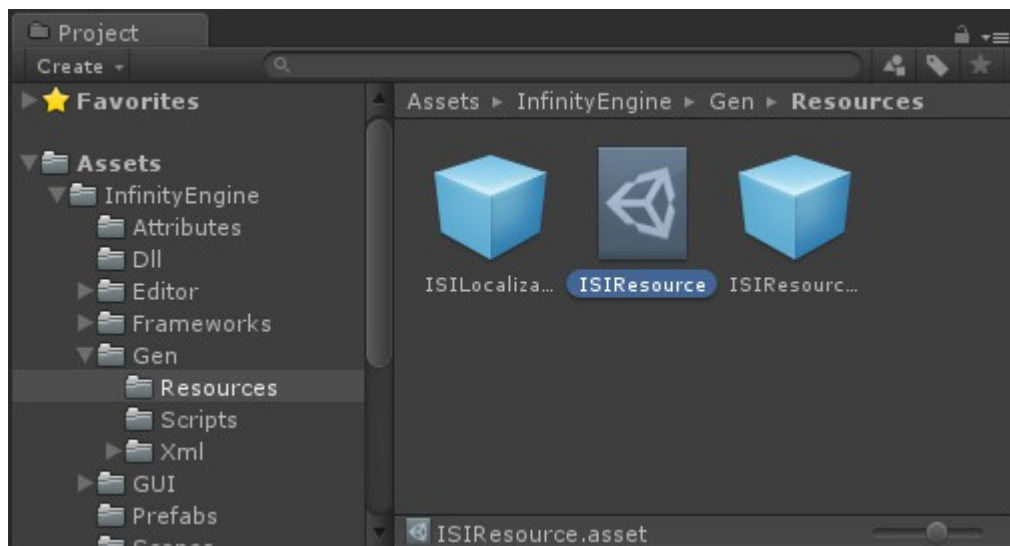 Project
Create
Favorites
Assets
InfinityEngine
Attributes
Dll
Editor
Frameworks
Gen
Resources
Scripts
Xml
GUI
Prefabs
Assets InfinityEngine Gen Resources
ISILocaliza... ISIResource ISIResourc...
ISIResource.asset